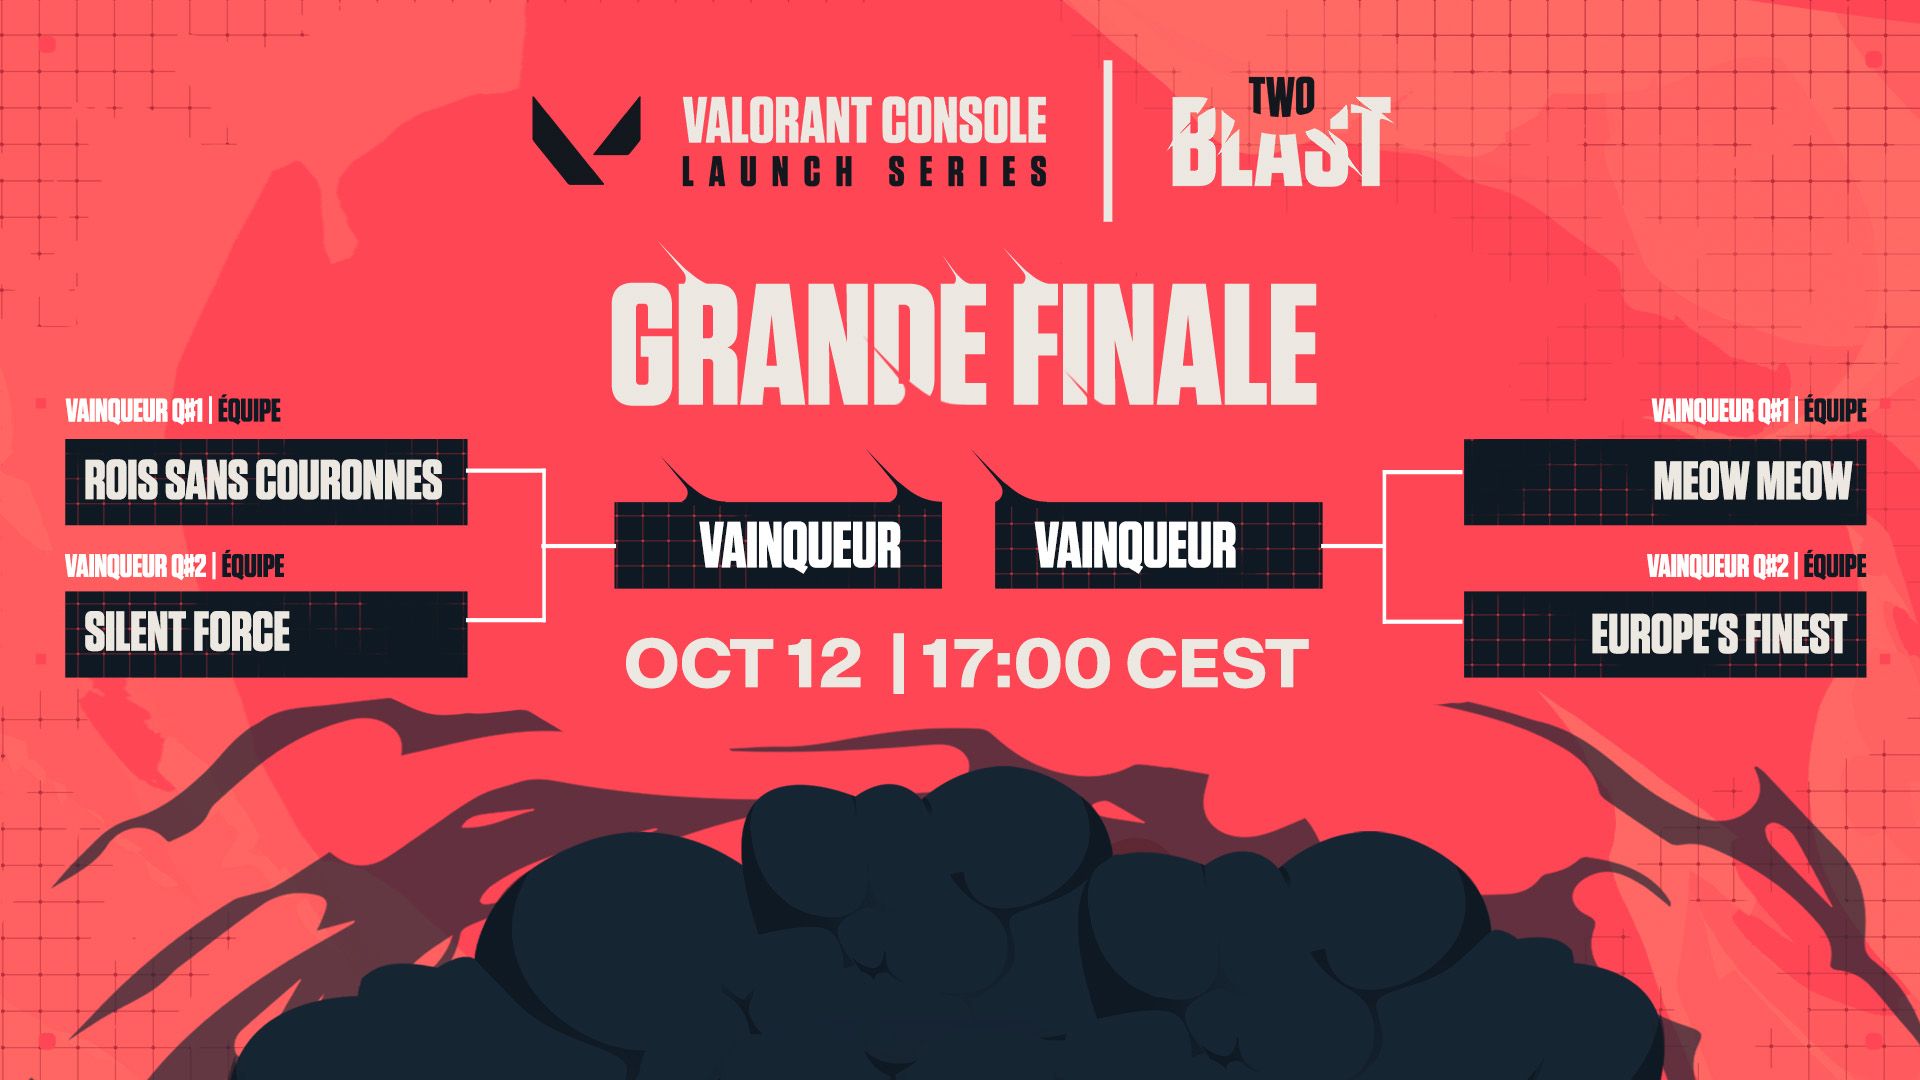 VALORANT CONSOLE
LAUNCH SERIES
TWO
BLAST
GRANDE FINALE
VAINQUEUR Q#1 | ÉQUIPE
ROIS SANS COURONNES
VAINQUEUR Q#2 | ÉQUIPE
SILENT FORCE
VAINQUEUR
VAINQUEUR
OCT 12 | 17:00 CEST
VAINQUEUR Q#1 | ÉQUIPE
MEOW MEOW
VAINQUEUR Q#2 | ÉQUIPE
EUROPE'S FINEST